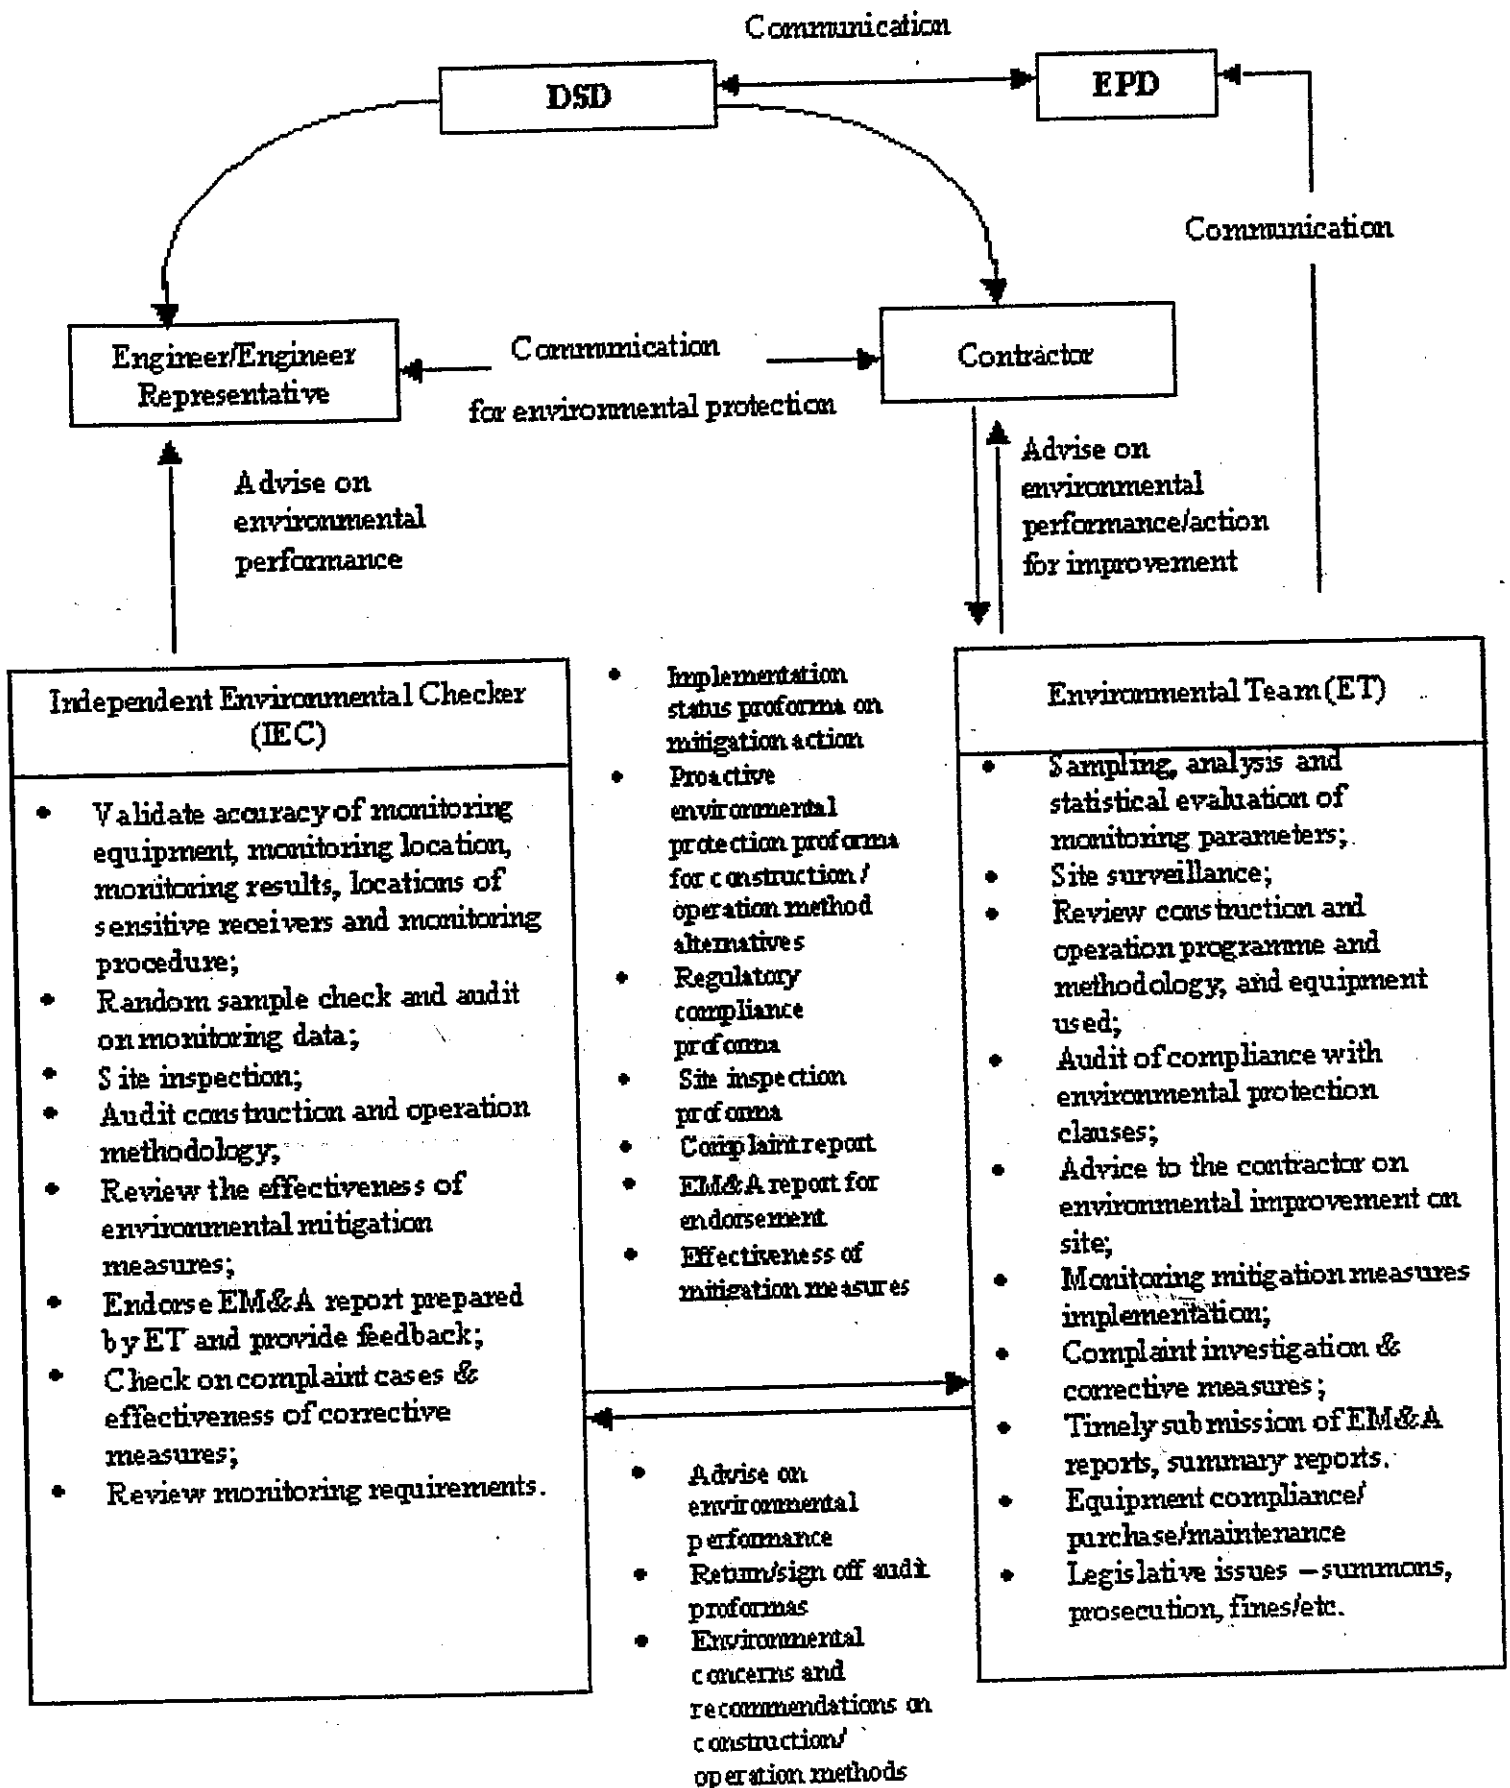 Communication
DSD
EPD
Communication
Engineer/Engineer
Representative
Communication
for environmental protection
Contractor
Advise on
environmental
performance
Advise on
environmental
performance/action
for improvement
Independent Environmental Checker
(IEC)
• Validate accuracy of monitoring
equipment, monitoring location,
monitoring results, locations of
sensitive receivers and monitoring
procedure;
• Random sample check and audit
on monitoring data;
• Site inspection;
• Audit construction and operation
methodology;
• Review the effectiveness of
environmental mitigation
measures;
• Endorse EM&A report prepared
by ET and provide feedback;
• Check on complaint cases &
effectiveness of corrective
measures;
• Review monitoring requirements.
• Implementation
status proforma on
mitigation action
• Proactive
environmental
protection proforma
for construction/
operation method
alternatives
• Regulatory
compliance
proforma
• Site inspection
proforma
• Complaint report
• EM&A report for
endorsement
• Effectiveness of
mitigation measures
• Advise on
environmental
performance
• Return/sign off audit
proformas
• Environmental
concerns and
recommendations on
construction/
operation methods
Environmental Team (ET)
• Sampling, analysis and
statistical evaluation of
monitoring parameters;
• Site surveillance;
• Review construction and
operation programme and
methodology, and equipment
used;
• Audit of compliance with
environmental protection
clauses;
• Advice to the contractor on
environmental improvement on
site;
• Monitoring mitigation measures
implementation;
• Complaint investigation &
corrective measures;
• Timely submission of EM&A
reports, summary reports.
• Equipment compliance/
purchase/maintenance
• Legislative issues – summons,
prosecution, fines/etc.